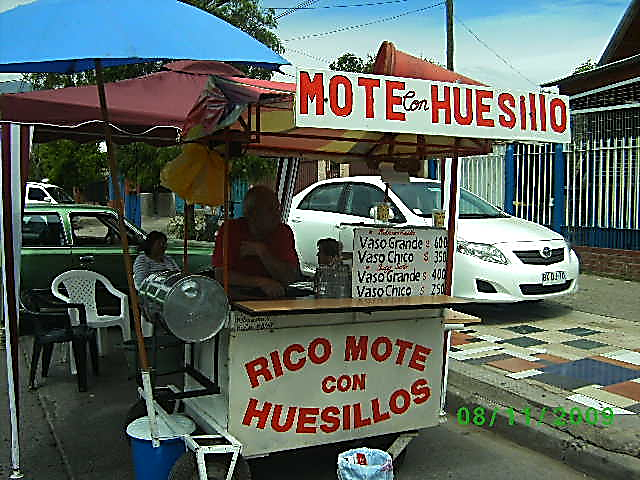 MOTE Con HUESIllO
Vaso Grande $ 600
Vaso Chico $ 350
Vaso Grande $ 400
Vaso Chico $ 250
RICO MOTE
CON
HUESILLOS
08/11/2009